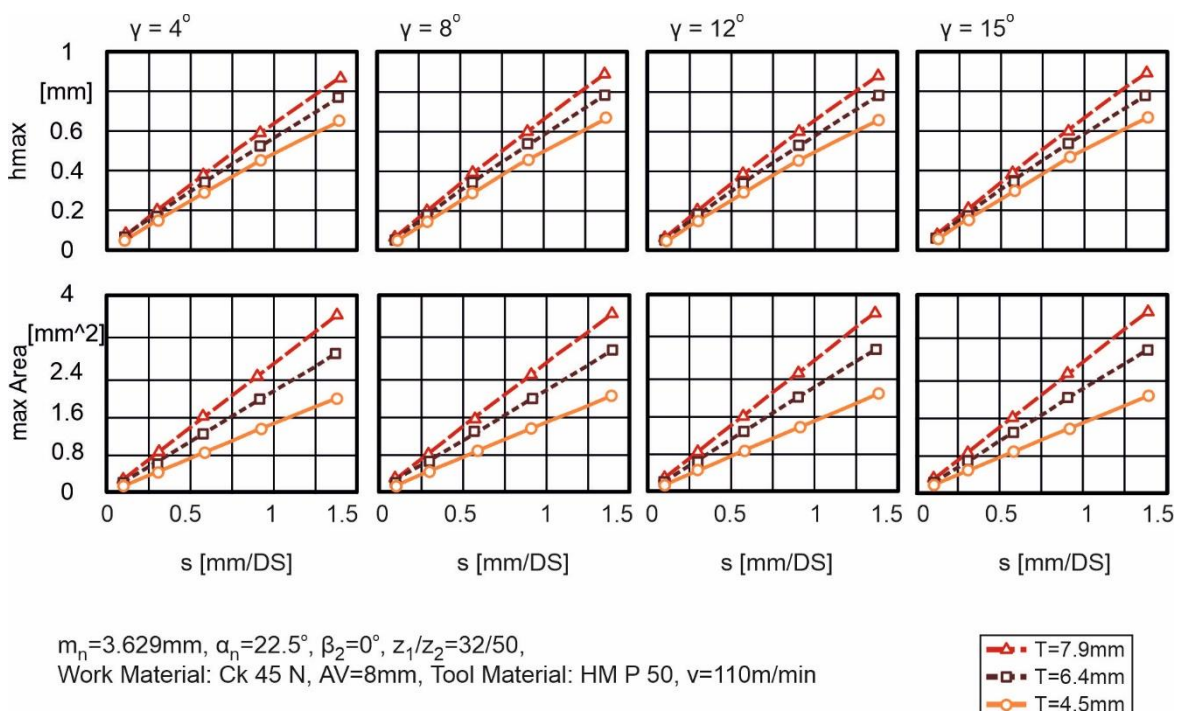 γ = 4° γ = 8° γ = 12° γ = 15°
1
[mm]
0.6
0.4
0.2
0
hmax
4
[mm^2]
2.4
1.6
0.8
0
max Area
0 0.5 1 1.5 0 0.5 1 1.5 0 0.5 1 1.5 0 0.5 1 1.5
s [mm/DS] s [mm/DS] s [mm/DS] s [mm/DS]
mₙ=3.629mm, αₙ=22.5°, β₂=0°, z₁/z₂=32/50,
Work Material: Ck 45 N, AV=8mm, Tool Material: HM P 50, v=110m/min
T=7.9mm
T=6.4mm
T=4.5mm